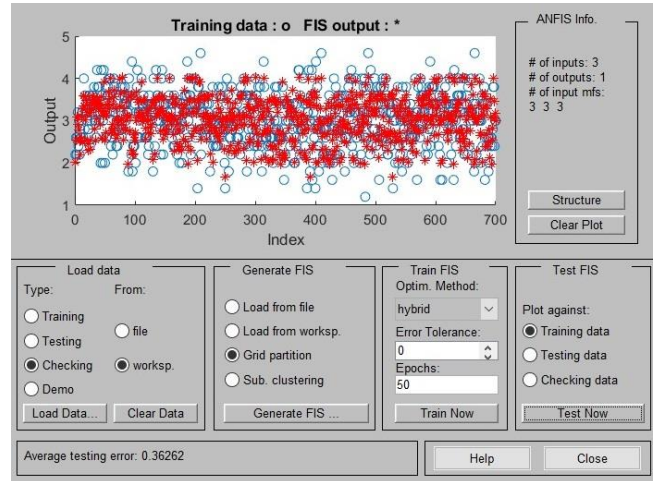 Training data : o   FIS output : *
5
4
3
2
1
Output
0 100 200 300 400 500 600 700
Index
ANFIS Info.
# of inputs: 3
# of outputs: 1
# of input mfs:
3 3 3
Structure
Clear Plot
Load data
Type: From:
Training
Testing
Checking
Demo
file
worksp.
Load Data...
Clear Data
Generate FIS
Load from file
Load from worksp.
Grid partition
Sub. clustering
Generate FIS ...
Train FIS
Optim. Method:
hybrid
Error Tolerance:
0
Epochs:
50
Train Now
Test FIS
Plot against:
Training data
Testing data
Checking data
Test Now
Average testing error: 0.36262
Help
Close